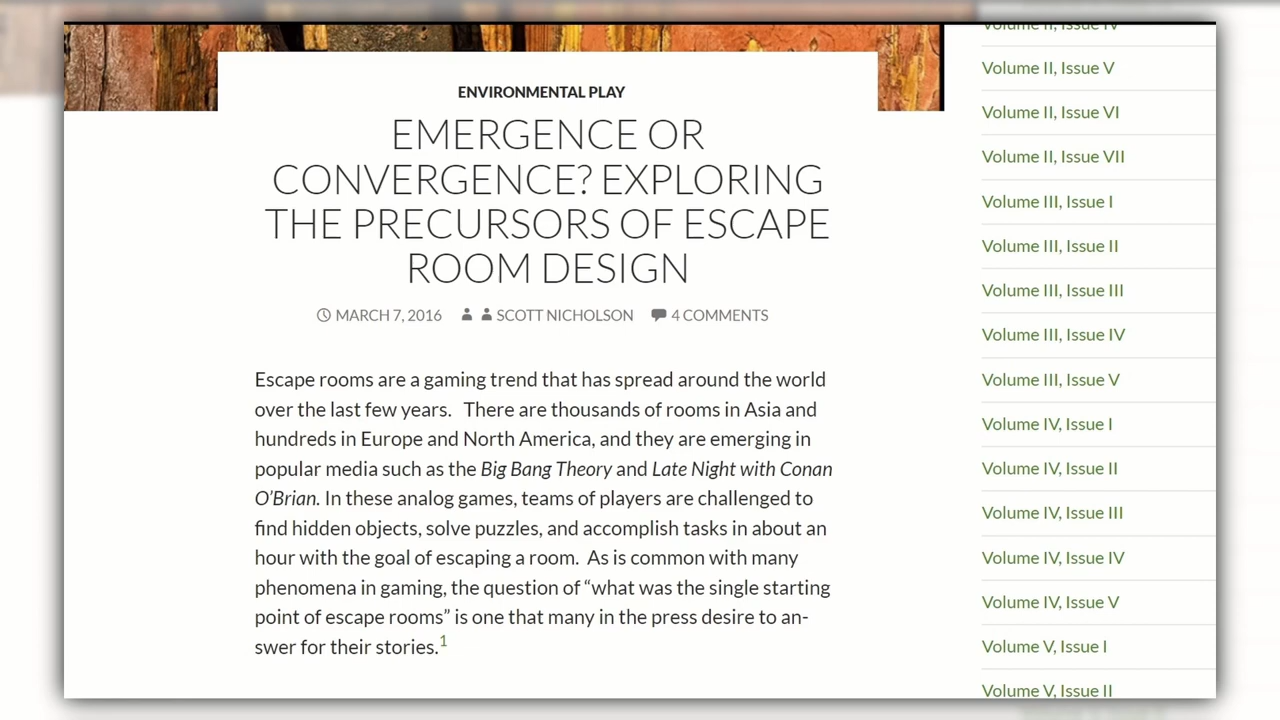 ENVIRONMENTAL PLAY
EMERGENCE OR
CONVERGENCE? EXPLORING
THE PRECURSORS OF ESCAPE
ROOM DESIGN
MARCH 7, 2016 SCOTT NICHOLSON 4 COMMENTS
Escape rooms are a gaming trend that has spread around the world
over the last few years. There are thousands of rooms in Asia and
hundreds in Europe and North America, and they are emerging in
popular media such as the Big Bang Theory and Late Night with Conan
O'Brian. In these analog games, teams of players are challenged to
find hidden objects, solve puzzles, and accomplish tasks in about an
hour with the goal of escaping a room. As is common with many
phenomena in gaming, the question of “what was the single starting
point of escape rooms” is one that many in the press desire to an-
swer for their stories.1
Volume II, Issue IV
Volume II, Issue V
Volume II, Issue VI
Volume II, Issue VII
Volume III, Issue I
Volume III, Issue II
Volume III, Issue III
Volume III, Issue IV
Volume III, Issue V
Volume IV, Issue I
Volume IV, Issue II
Volume IV, Issue III
Volume IV, Issue IV
Volume IV, Issue V
Volume V, Issue I
Volume V, Issue II